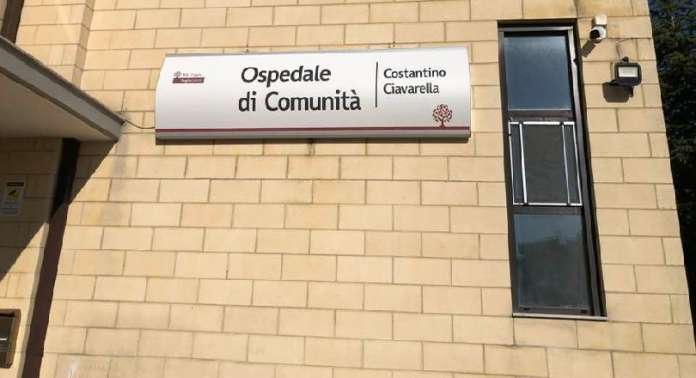 Ospedale
di Comunità
Costantino
Ciavarella